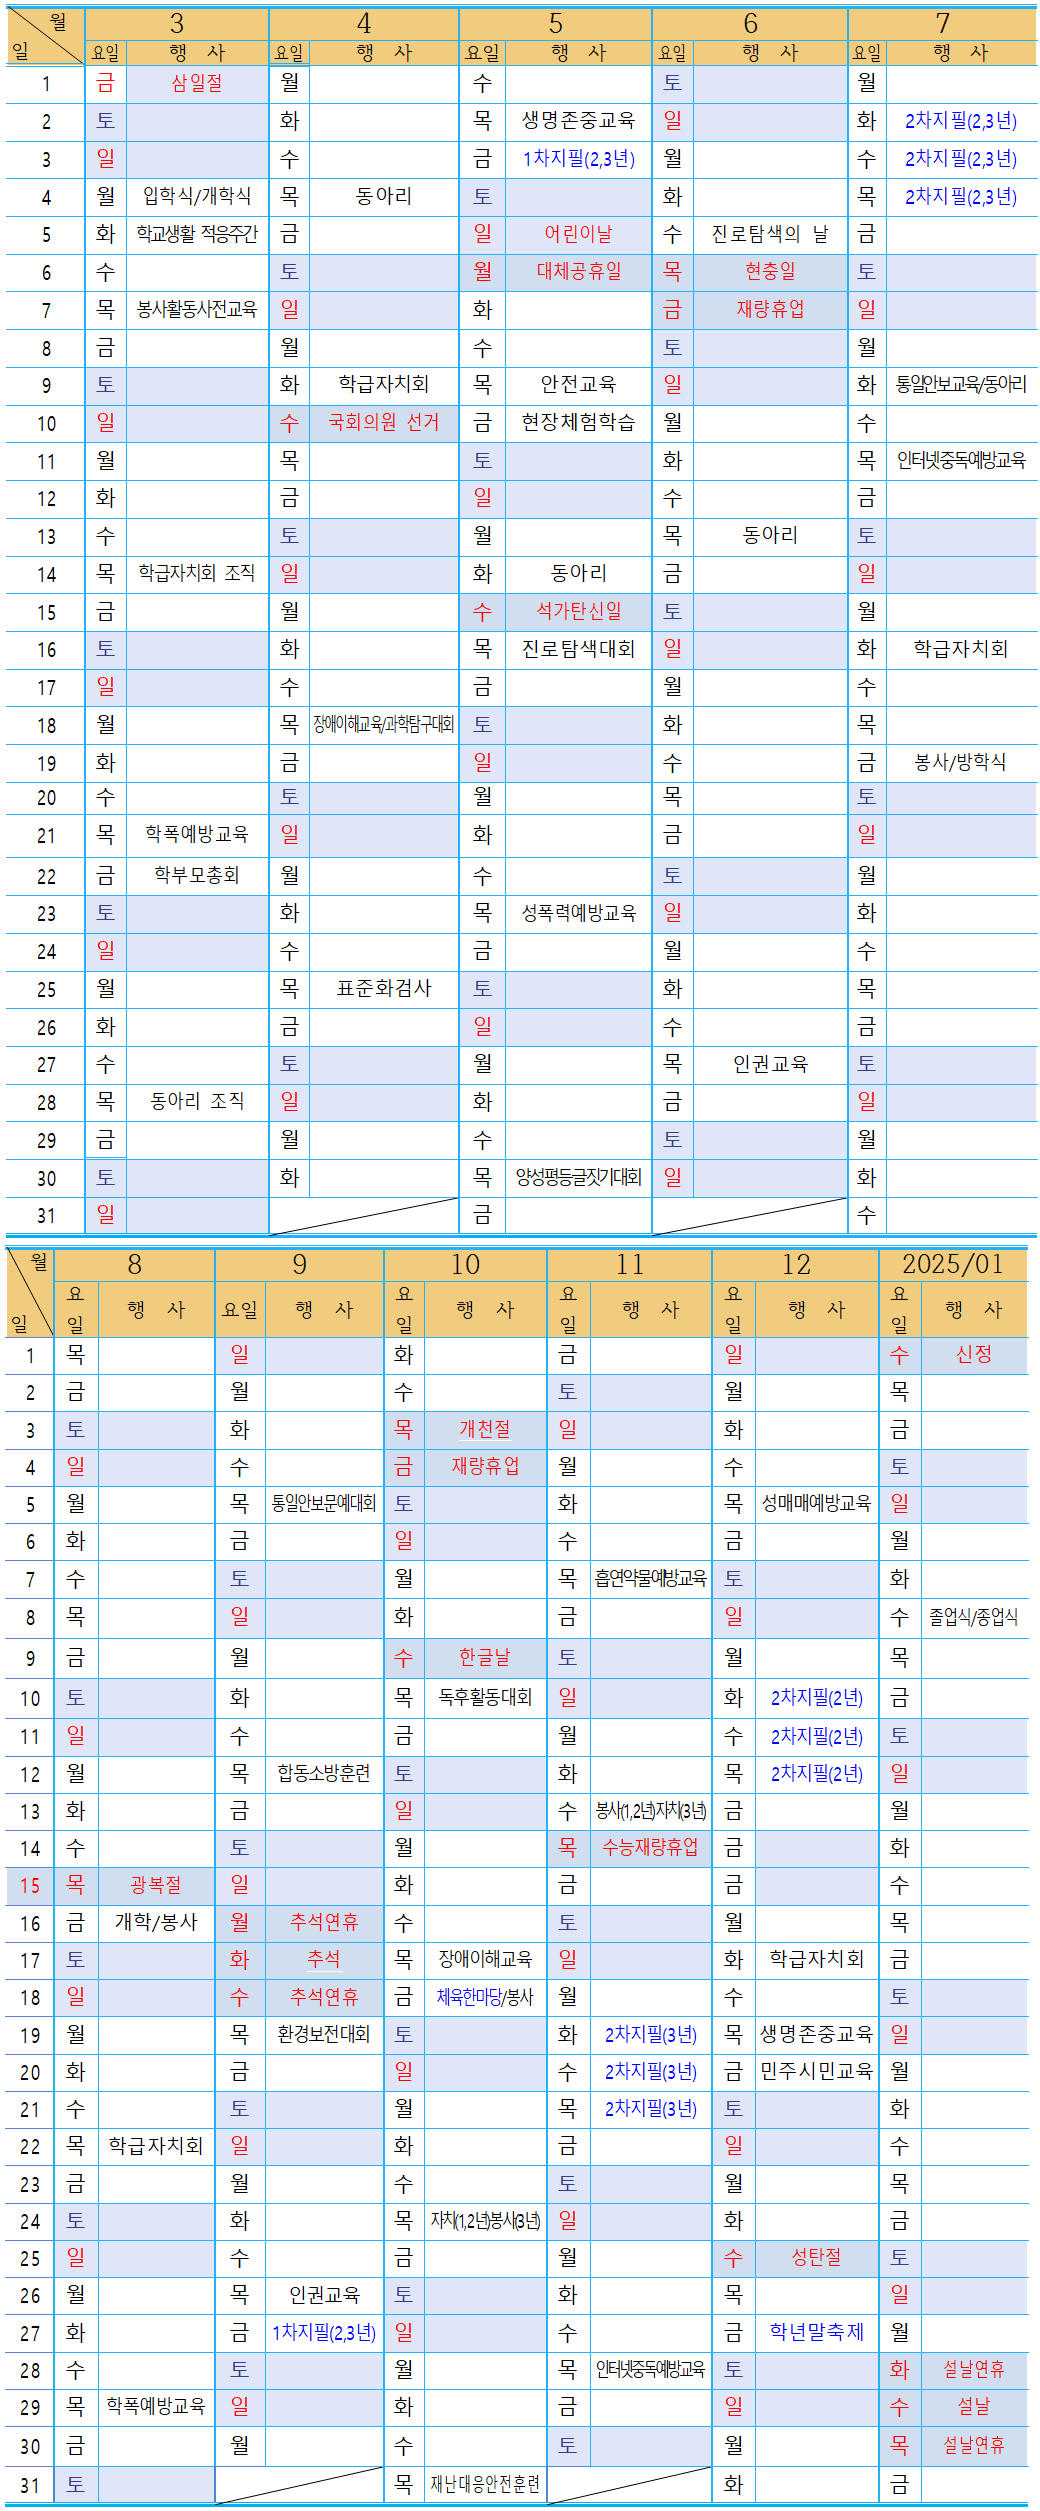 월 3 4 5 6 7
일 요일 행 사 요일 행 사 요일 행 사 요일 행 사 요일 행 사
1 금 삼일절 월 수 토 월
2 토 화 목 생명존중교육 일 화 2차지필(2,3년)
3 일 수 금 1차지필(2,3년) 월 수 2차지필(2,3년)
4 월 입학식/개학식 목 동아리 토 화 목 2차지필(2,3년)
5 화 학교생활 적응주간 금 일 어린이날 수 진로탐색의 날 금
6 수 토 월 대체공휴일 목 현충일 토
7 목 봉사활동사전교육 일 화 금 재량휴업 일
8 금 월 수 토 월
9 토 화 학급자치회 목 안전교육 일 화 통일안보교육/동아리
10 일 수 국회의원 선거 금 현장체험학습 월 수
11 월 목 토 화 목 인터넷중독예방교육
12 화 금 일 수 금
13 수 토 월 목 동아리 토
14 목 학급자치회 조직 일 화 동아리 금 일
15 금 월 수 석가탄신일 토 월
16 토 화 목 진로탐색대회 일 화 학급자치회
17 일 수 금 월 수
18 월 목 장애이해교육/과학탐구대회 토 화 목
19 화 금 일 수 금 봉사/방학식
20 수 토 월 목 토
21 목 학폭예방교육 일 화 금 일
22 금 학부모총회 월 수 토 월
23 토 화 목 성폭력예방교육 일 화
24 일 수 금 월 수
25 월 목 표준화검사 토 화 목
26 화 금 일 수 금
27 수 토 월 목 인권교육 토
28 목 동아리 조직 일 화 금 일
29 금 월 수 토 월
30 토 화 목 양성평등글짓기대회 일 화
31 일 금 수
월 8 9 10 11 12 2025/01
일 요일 행 사 요일 행 사 요일 행 사 요일 행 사 요일 행 사 요일 행 사
1 목 일 화 금 일 수 신정
2 금 월 수 토 월 목
3 토 화 목 개천절 일 화 금
4 일 수 금 재량휴업 월 수 토
5 월 목 통일안보문예대회 토 화 목 성매매예방교육 일
6 화 금 일 수 금 월
7 수 토 월 목 흡연약물예방교육 토 화
8 목 일 화 금 일 수 졸업식/종업식
9 금 월 수 한글날 토 월 목
10 토 화 목 독후활동대회 일 화 2차지필(2년) 금
11 일 수 금 월 수 2차지필(2년) 토
12 월 목 합동소방훈련 토 화 목 2차지필(2년) 일
13 화 금 일 수 봉사(1,2년)자치(3년) 금 월
14 수 토 월 목 수능재량휴업 금 화
15 목 광복절 일 화 금 금 수
16 금 개학/봉사 월 추석연휴 수 토 월 목
17 토 화 추석 목 장애이해교육 일 화 학급자치회 금
18 일 수 추석연휴 금 체육한마당/봉사 월 수 토
19 월 목 환경보전대회 토 화 2차지필(3년) 목 생명존중교육 일
20 화 금 일 수 2차지필(3년) 금 민주시민교육 월
21 수 토 월 목 2차지필(3년) 토 화
22 목 학급자치회 일 화 금 일 수
23 금 월 수 토 월 목
24 토 화 목 자치(1,2년)봉사(3년) 일 화 금
25 일 수 금 월 수 성탄절 토
26 월 목 인권교육 토 화 목 일
27 화 금 1차지필(2,3년) 일 수 금 학년말축제 월
28 수 토 월 목 인터넷중독예방교육 토 화 설날연휴
29 목 학폭예방교육 일 화 금 일 수 설날
30 금 월 수 토 월 목 설날연휴
31 토 목 재난대응안전훈련 화 금